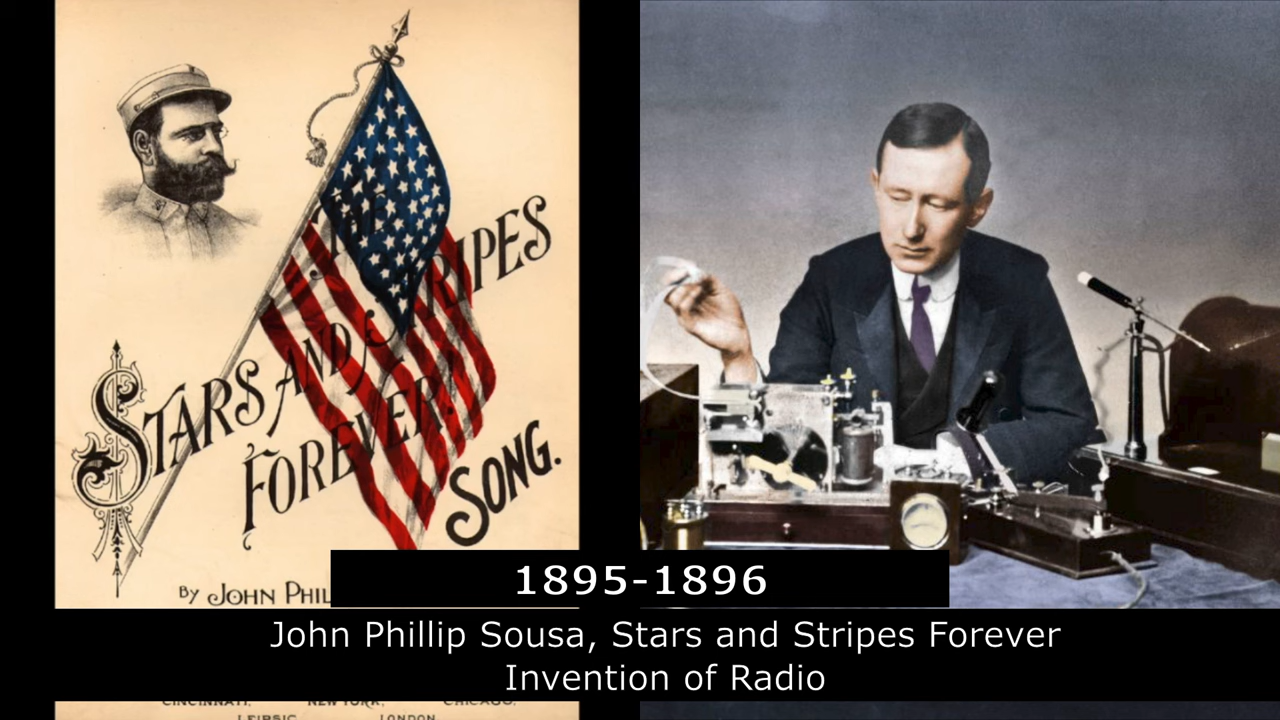 THE
STARS AND STRIPES
FOREVER!
SONG.
BY JOHN PHIL
1895-1896
John Phillip Sousa, Stars and Stripes Forever
Invention of Radio
CINCINNATI, NEW YORK, CHICAGO.
LEIPSIC LONDON